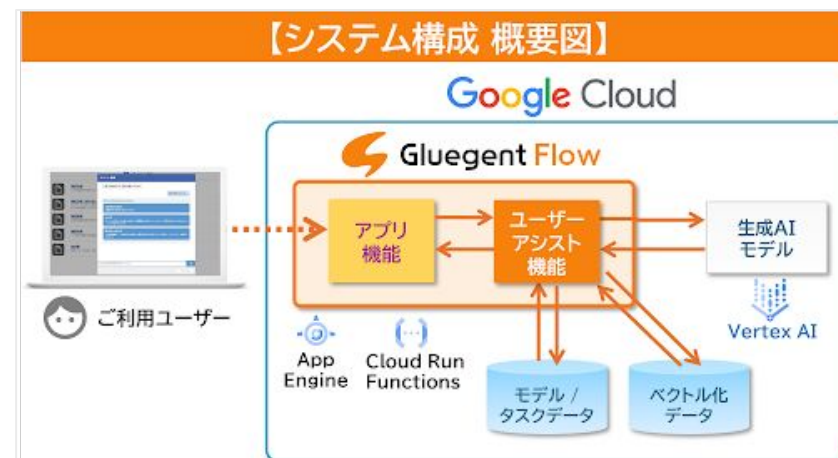 【システム構成 概要図】
Google Cloud
Gluegent Flow
アプリ
機能
ユーザー
アシスト
機能
生成AI
モデル
Vertex AI
ご利用ユーザー
App
Engine
Cloud Run
Functions
モデル /
タスクデータ
ベクトル化
データ